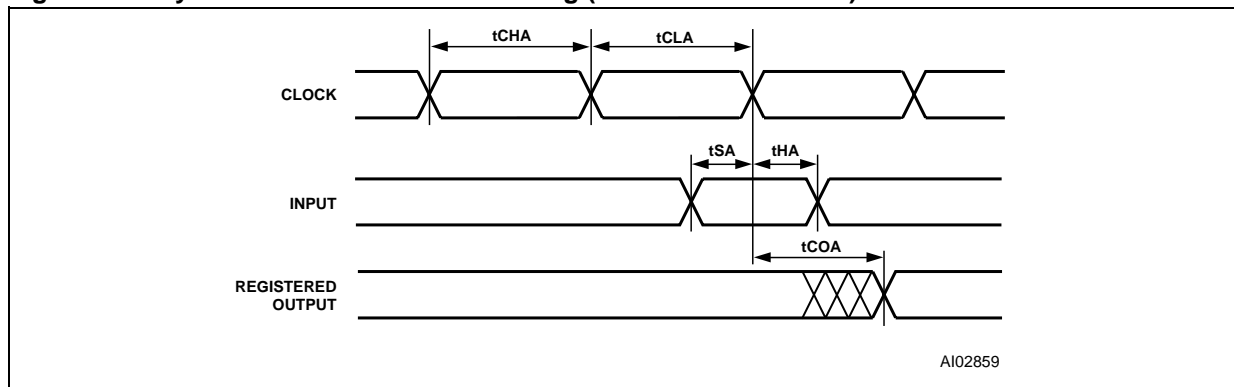 tCHA tCLA
CLOCK
tSA tHA
INPUT
tCOA
REGISTERED
OUTPUT
AI02859